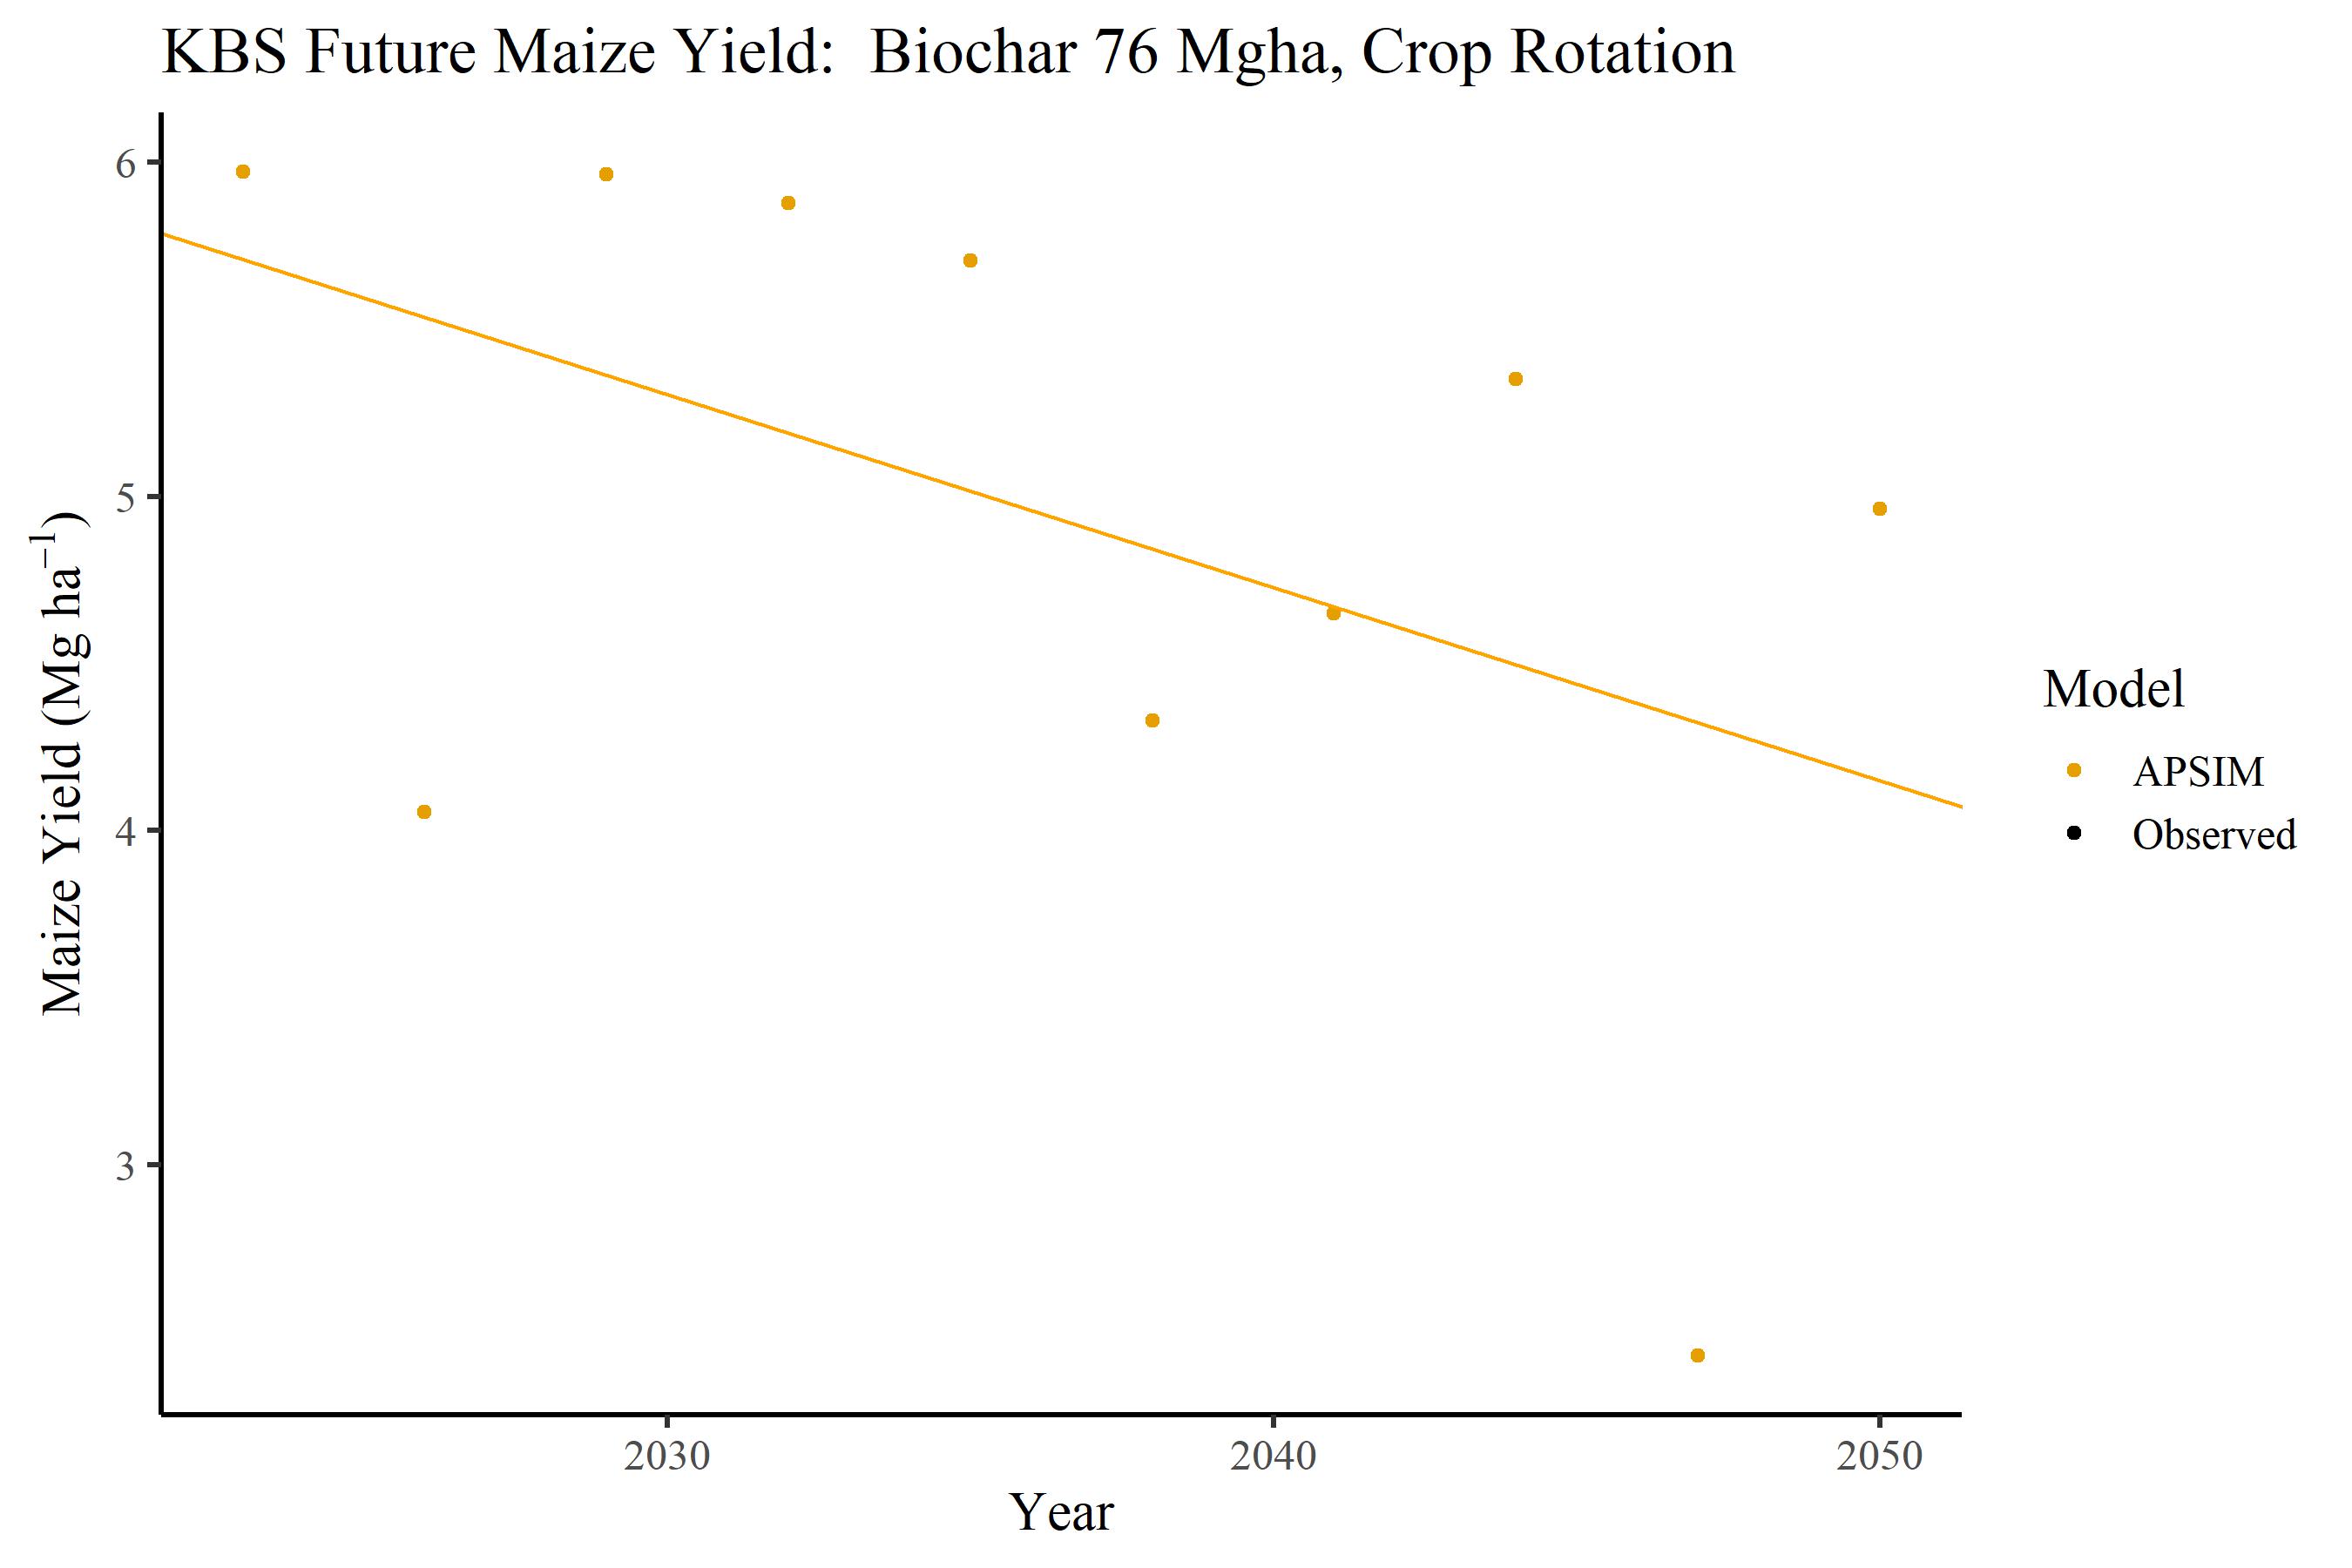 KBS Future Maize Yield:  Biochar 76 Mgha, Crop Rotation
Maize Yield (Mg ha⁻¹)
6
5
4
3
2030 2040 2050
Year
Model
APSIM
Observed